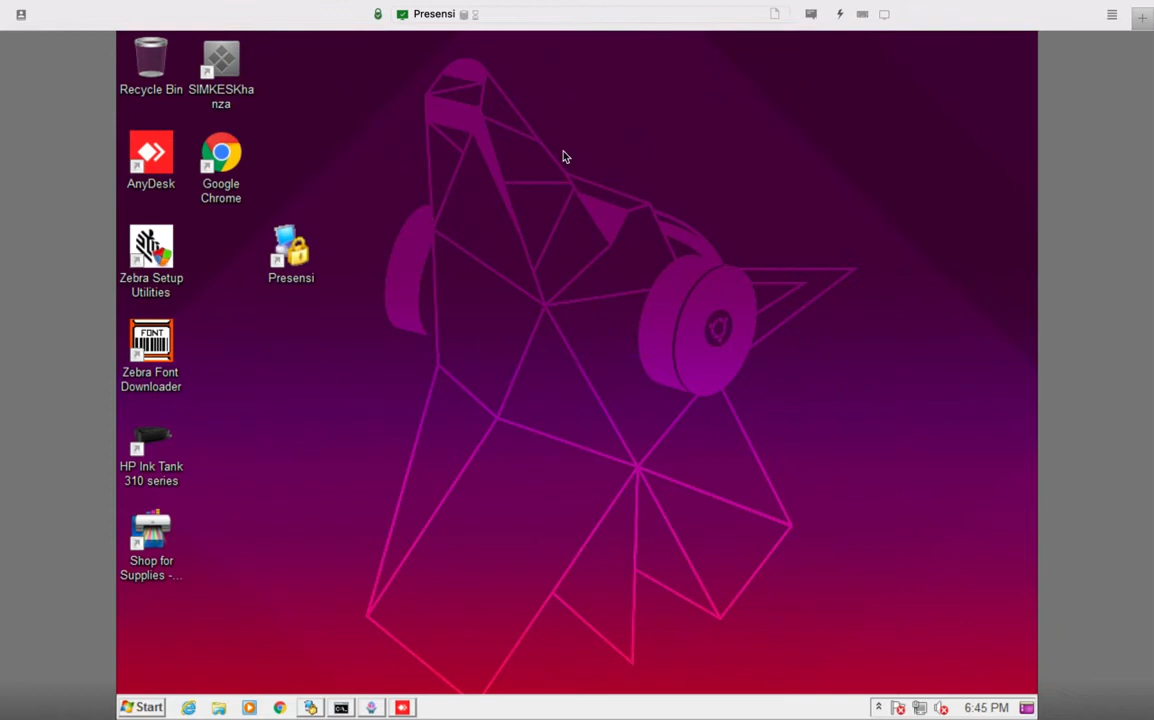 Presensi
Recycle Bin
SIMKESKha
nza
AnyDesk
Google
Chrome
Zebra Setup
Utilities
Presensi
FONT
Zebra Font
Downloader
HP Ink Tank
310 series
Shop for
Supplies -...
Start
C:\
6:45 PM